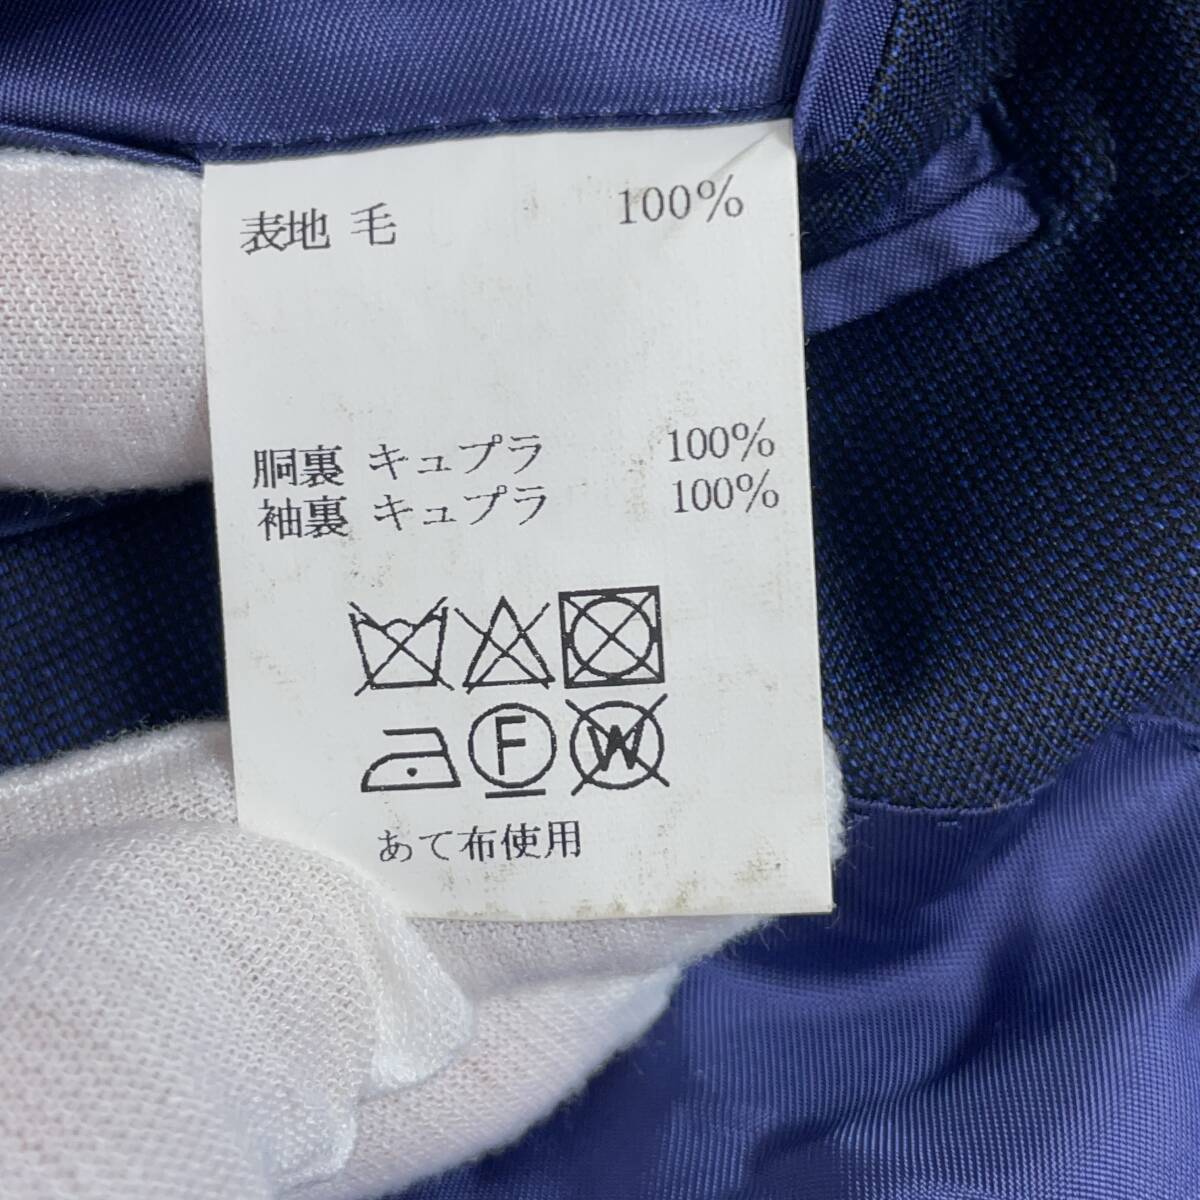 表地 毛 100%
胴裏 キュプラ 100%
袖裏 キュプラ 100%
F W
あて布使用